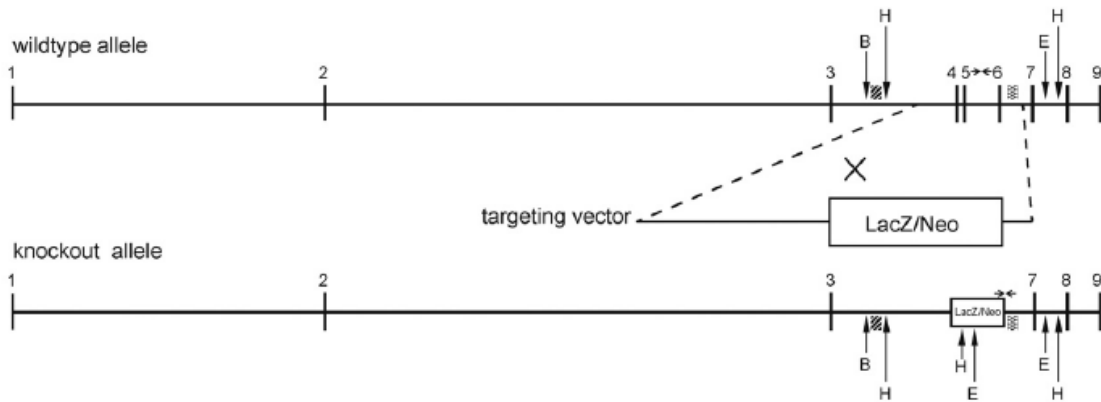 H H
B E
wildtype allele
1 2 3 4 5 6 7 8 9
targeting vector LacZ/Neo
knockout allele
1 2 3 7 8 9
LacZ/Neo
B H E
H E H